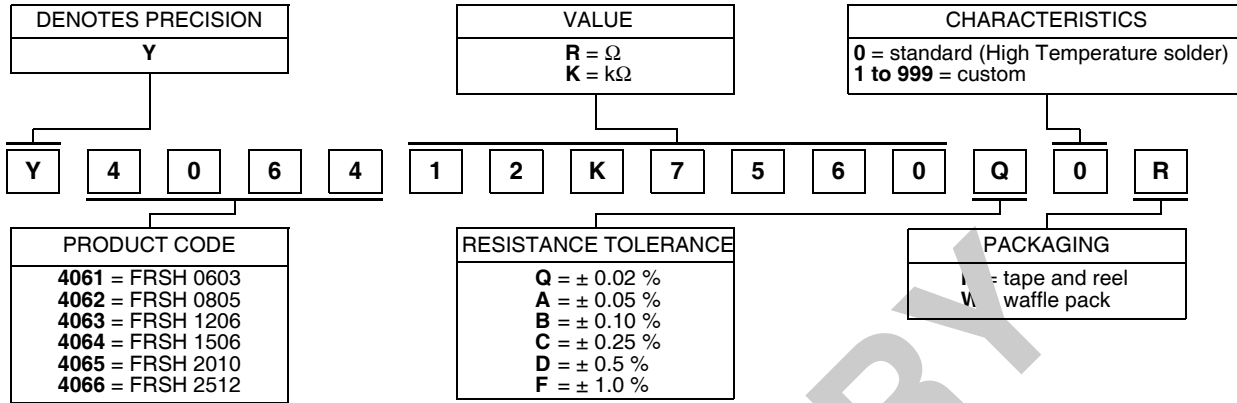 DENOTES PRECISION
Y
VALUE
R = Ω
K = kΩ
CHARACTERISTICS
0 = standard (High Temperature solder)
1 to 999 = custom
Y 4 0 6 4 1 2 K 7 5 6 0 Q 0 R
PRODUCT CODE
4061 = FRSH 0603
4062 = FRSH 0805
4063 = FRSH 1206
4064 = FRSH 1506
4065 = FRSH 2010
4066 = FRSH 2512
RESISTANCE TOLERANCE
Q = ± 0.02 %
A = ± 0.05 %
B = ± 0.10 %
C = ± 0.25 %
D = ± 0.5 %
F = ± 1.0 %
PACKAGING
= tape and reel
W waffle pack
BY